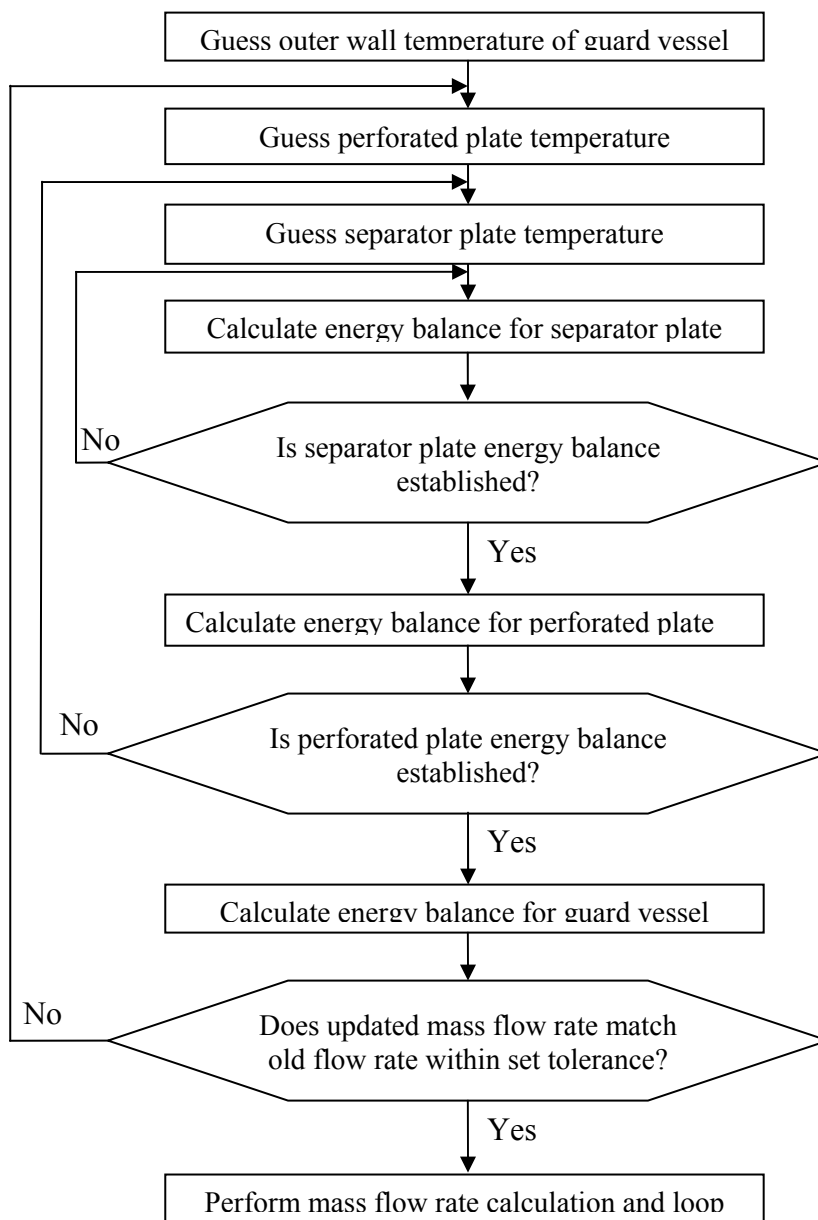 Guess outer wall temperature of guard vessel
Guess perforated plate temperature
Guess separator plate temperature
Calculate energy balance for separator plate
No
Is separator plate energy balance
established?
Yes
Calculate energy balance for perforated plate
No
Is perforated plate energy balance
established?
Yes
Calculate energy balance for guard vessel
No
Does updated mass flow rate match
old flow rate within set tolerance?
Yes
Perform mass flow rate calculation and loop